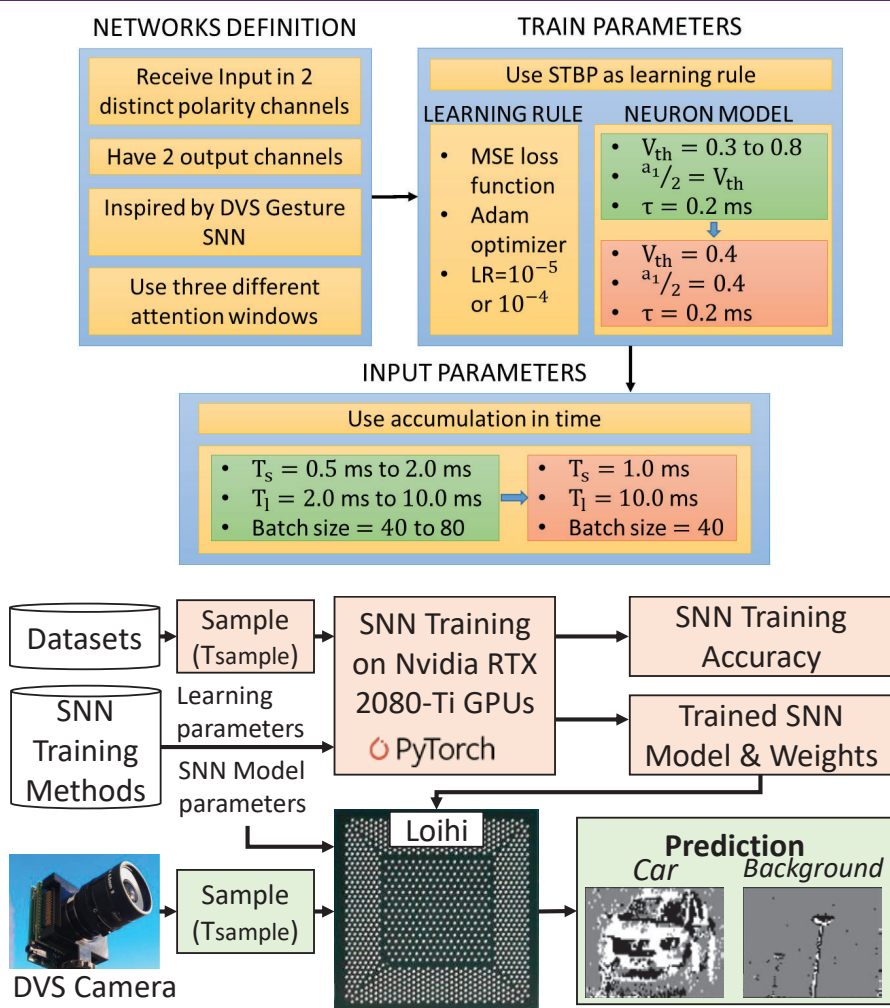 NETWORKS DEFINITION
Receive Input in 2
distinct polarity channels
Have 2 output channels
Inspired by DVS Gesture
SNN
Use three different
attention windows
TRAIN PARAMETERS
Use STBP as learning rule
LEARNING RULE
• MSE loss
function
• Adam
optimizer
• LR=10⁻⁵
or 10⁻⁴
NEURON MODEL
• V_th = 0.3 to 0.8
• a₁/2 = V_th
• τ = 0.2 ms
• V_th = 0.4
• a₁/2 = 0.4
• τ = 0.2 ms
INPUT PARAMETERS
Use accumulation in time
• T_s = 0.5 ms to 2.0 ms
• T_l = 2.0 ms to 10.0 ms
• Batch size = 40 to 80
• T_s = 1.0 ms
• T_l = 10.0 ms
• Batch size = 40
Datasets
Sample
(Tsample)
SNN Training
on Nvidia RTX
2080-Ti GPUs
PyTorch
SNN Training
Accuracy
SNN
Training
Methods
Learning
parameters
SNN Model
parameters
Trained SNN
Model & Weights
Loihi
DVS Camera
Sample
(Tsample)
Prediction
Car
Background